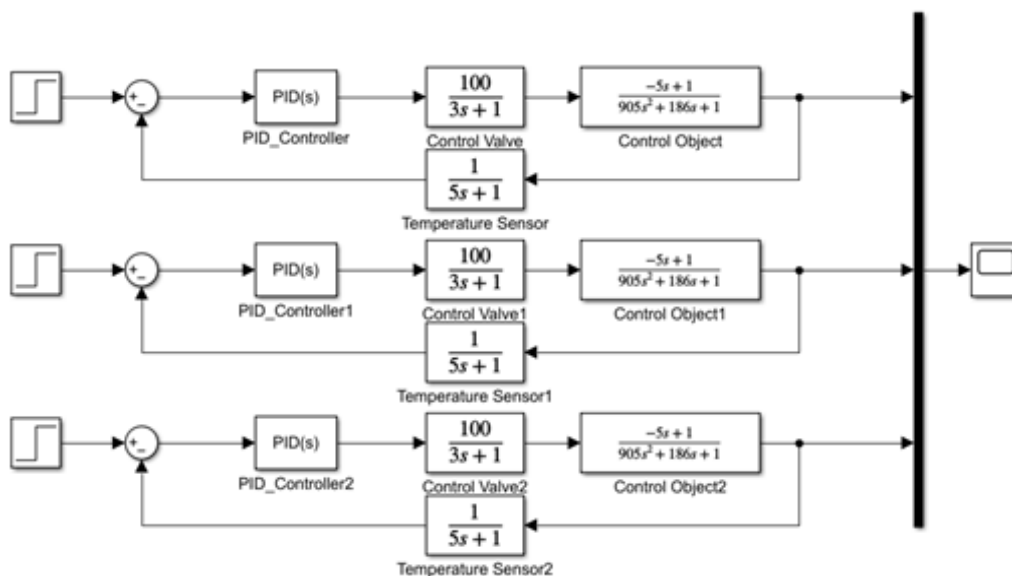 +
−
PID(s)
PID_Controller
100
3s + 1
Control Valve
−5s + 1
905s² + 186s + 1
Control Object
1
5s + 1
Temperature Sensor
+
−
PID(s)
PID_Controller1
100
3s + 1
Control Valve1
−5s + 1
905s² + 186s + 1
Control Object1
1
5s + 1
Temperature Sensor1
+
−
PID(s)
PID_Controller2
100
3s + 1
Control Valve2
−5s + 1
905s² + 186s + 1
Control Object2
1
5s + 1
Temperature Sensor2